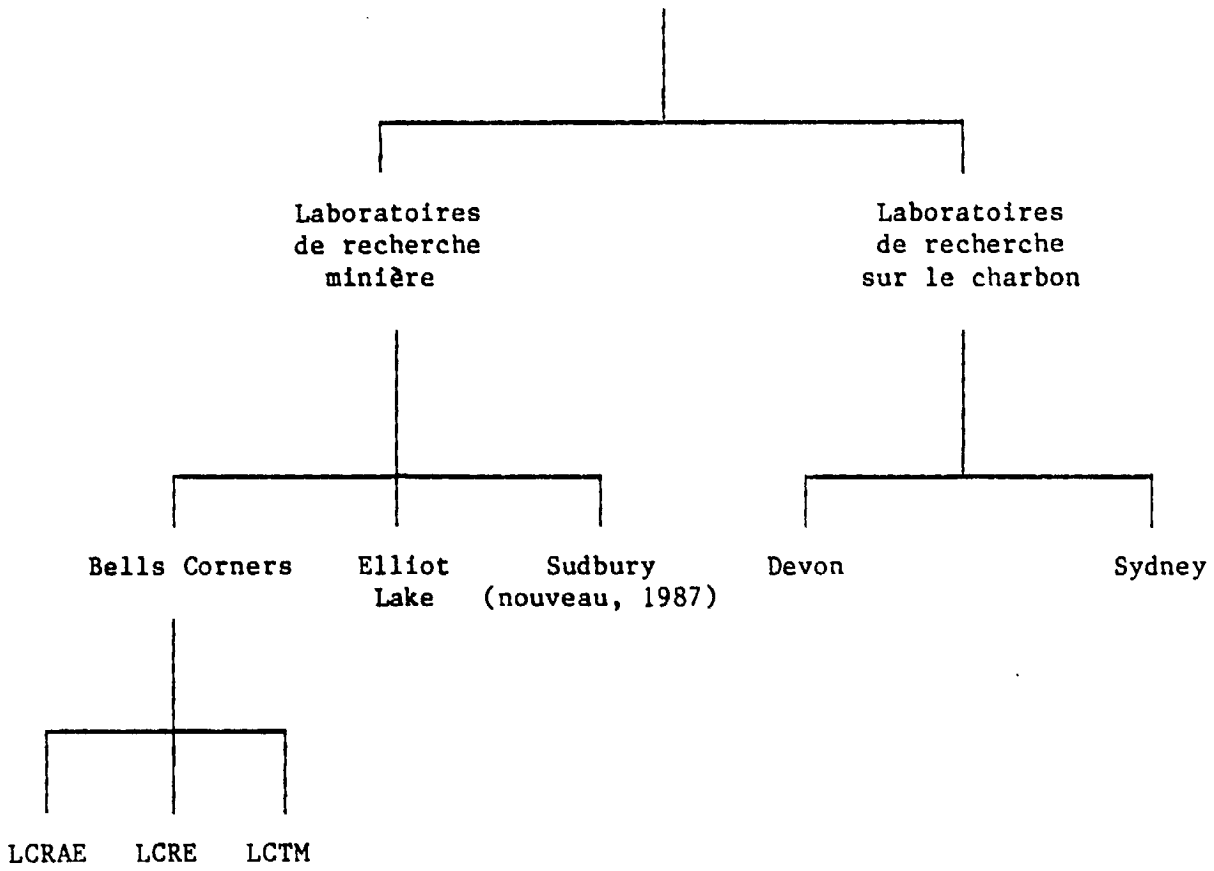 Laboratoires
de recherche
minière
Laboratoires
de recherche
sur le charbon
Bells Corners
Elliot
Lake
Sudbury
(nouveau, 1987)
Devon
Sydney
LCRAE
LCRE
LCTM